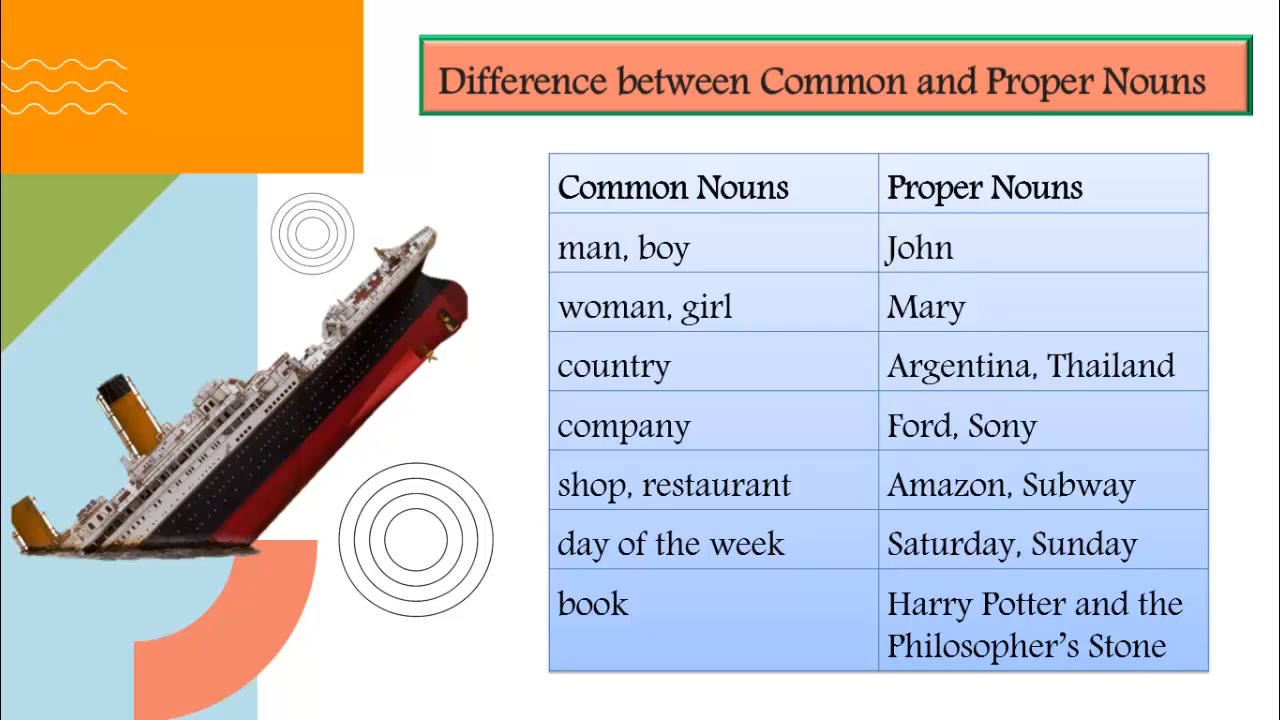 Difference between Common and Proper Nouns
Common Nouns
Proper Nouns
man, boy
John
woman, girl
Mary
country
Argentina, Thailand
company
Ford, Sony
shop, restaurant
Amazon, Subway
day of the week
Saturday, Sunday
book
Harry Potter and the
Philosopher’s Stone